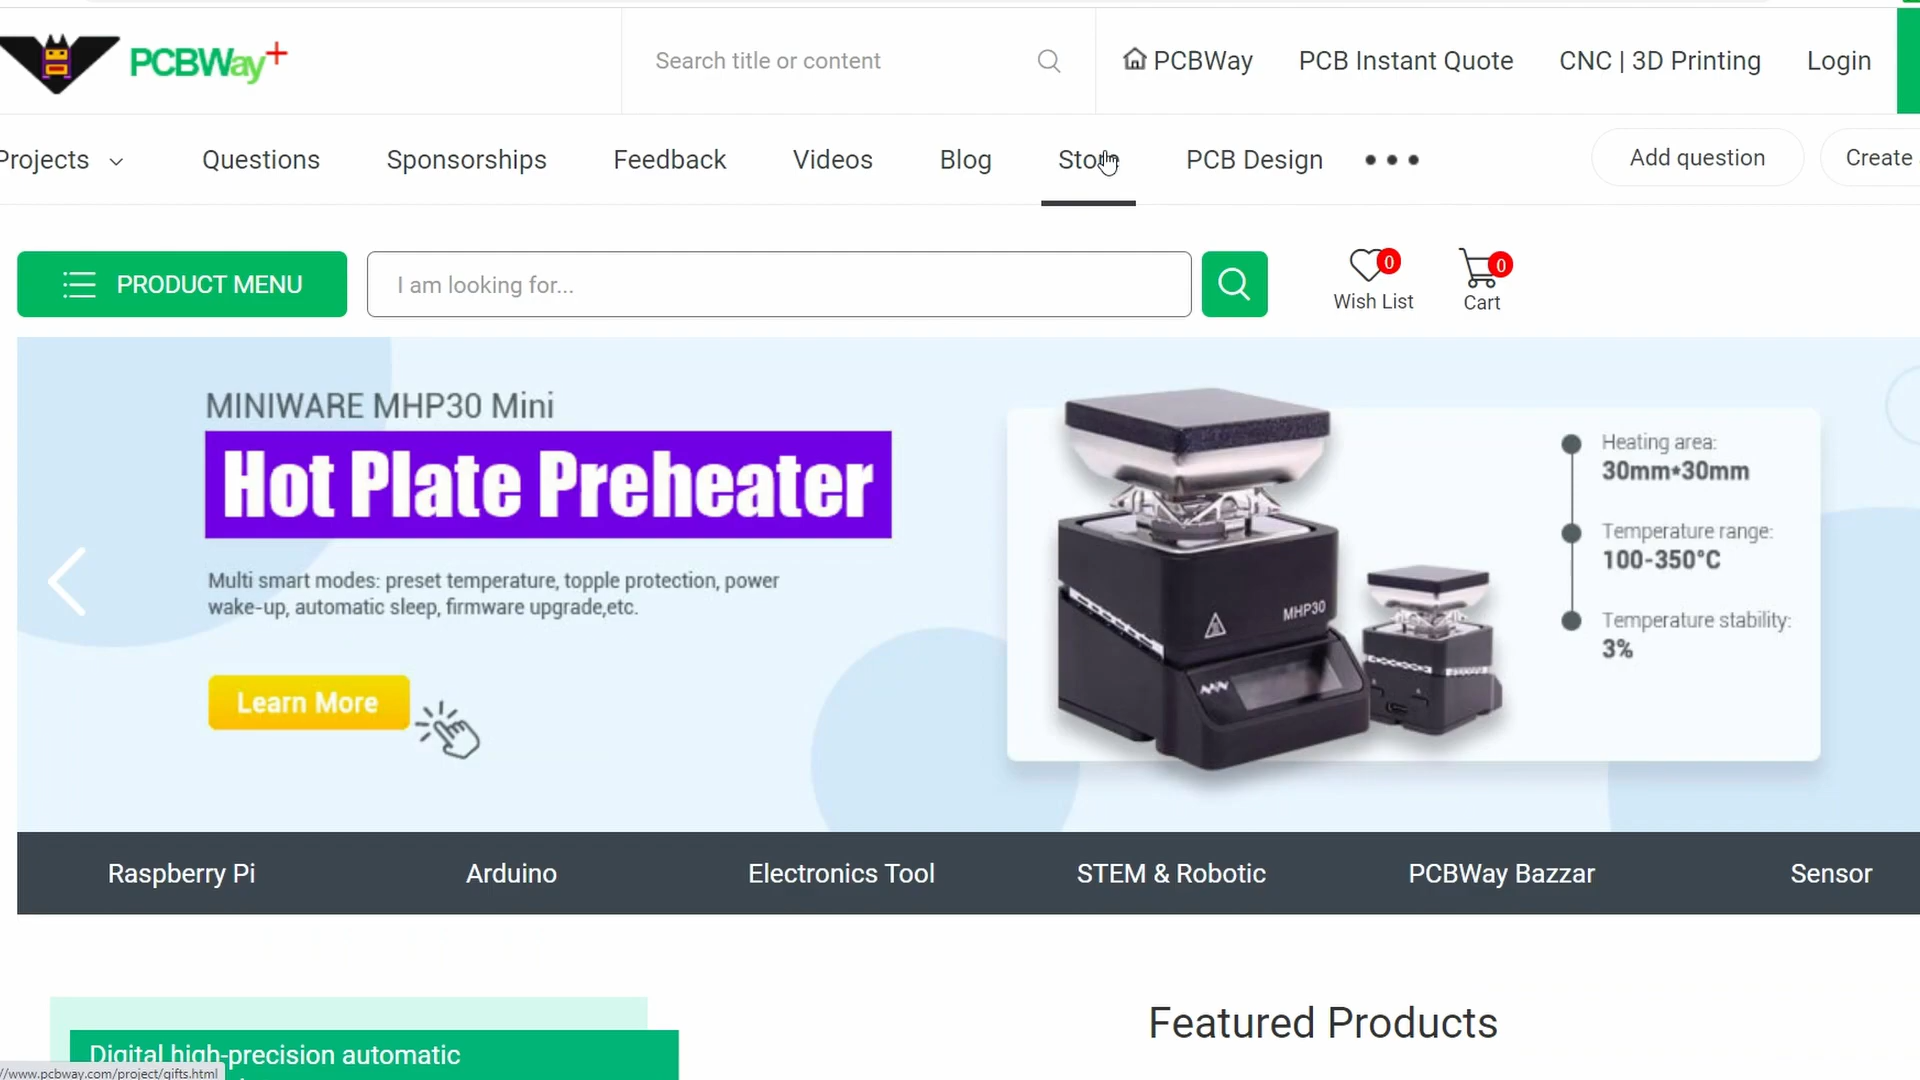 PCBWay+
Search title or content
PCBWay
PCB Instant Quote
CNC | 3D Printing
Login
Projects
Questions
Sponsorships
Feedback
Videos
Blog
Store
PCB Design
Add question
Create
PRODUCT MENU
I am looking for...
0
Wish List
0
Cart
MINIWARE MHP30 Mini
Hot Plate Preheater
Multi smart modes: preset temperature, topple protection, power
wake-up, automatic sleep, firmware upgrade,etc.
Learn More
MHP30
Heating area:
30mm*30mm
Temperature range:
100-350°C
Temperature stability:
3%
Raspberry Pi
Arduino
Electronics Tool
STEM & Robotic
PCBWay Bazzar
Sensor
Featured Products
Digital high-precision automatic
//www.pcbway.com/project/gifts.html